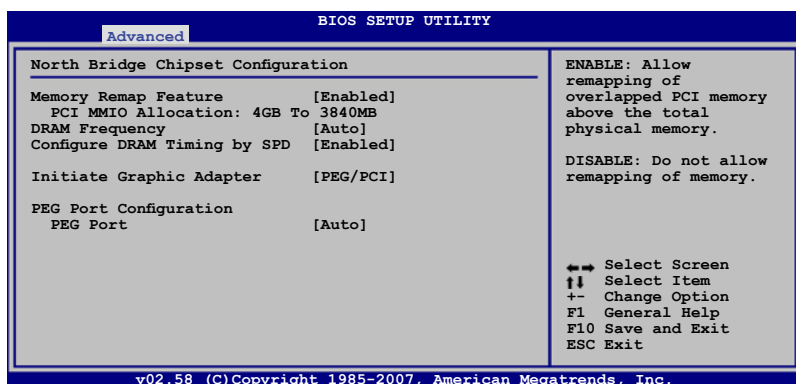 BIOS SETUP UTILITY
Advanced
North Bridge Chipset Configuration
Memory Remap Feature [Enabled]
PCI MMIO Allocation: 4GB To 3840MB
DRAM Frequency [Auto]
Configure DRAM Timing by SPD [Enabled]
Initiate Graphic Adapter [PEG/PCI]
PEG Port Configuration
PEG Port [Auto]
ENABLE: Allow
remapping of
overlapped PCI memory
above the total
physical memory.
DISABLE: Do not allow
remapping of memory.
←→ Select Screen
↑↓ Select Item
+- Change Option
F1 General Help
F10 Save and Exit
ESC Exit
v02.58 (C)Copyright 1985-2007, American Megatrends, Inc.